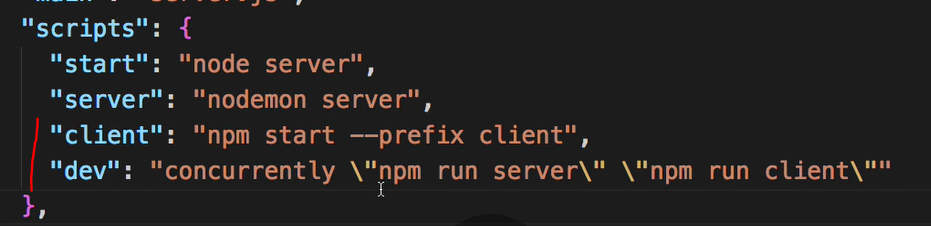 "scripts": {
"start": "node server",
"server": "nodemon server",
"client": "npm start --prefix client",
"dev": "concurrently \"npm run server\" \"npm run client\""
},